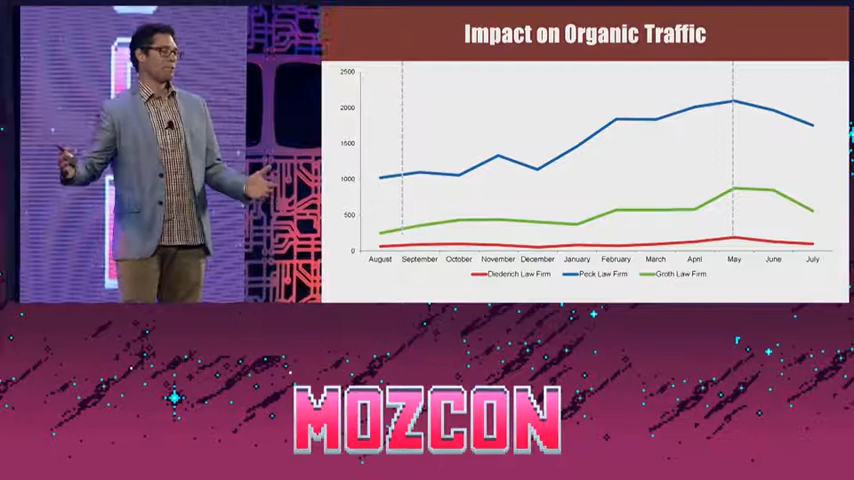 Impact on Organic Traffic
2500
2000
1500
1000
500
0
August September October November December January February March April May June July
Diederich Law Firm Peck Law Firm Groth Law Firm
MOZCON